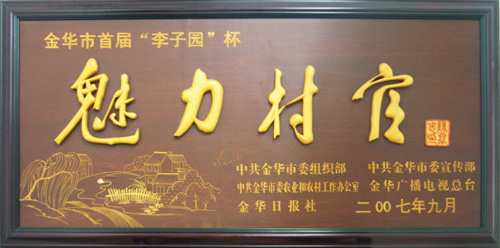 金华市首届“李子园”杯
魅力村官
中共金华市委组织部 中共金华市委宣传部
中共金华市委农业和农村工作办公室 金华广播电视总台
金华日报社 二00七年九月